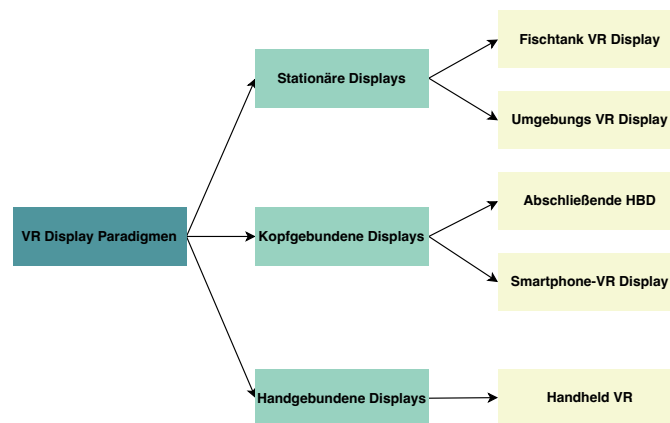 Fischtank VR Display
Stationäre Displays
Umgebungs VR Display
Abschließende HBD
VR Display Paradigmen
Kopfgebundene Displays
Smartphone-VR Display
Handgebundene Displays
Handheld VR